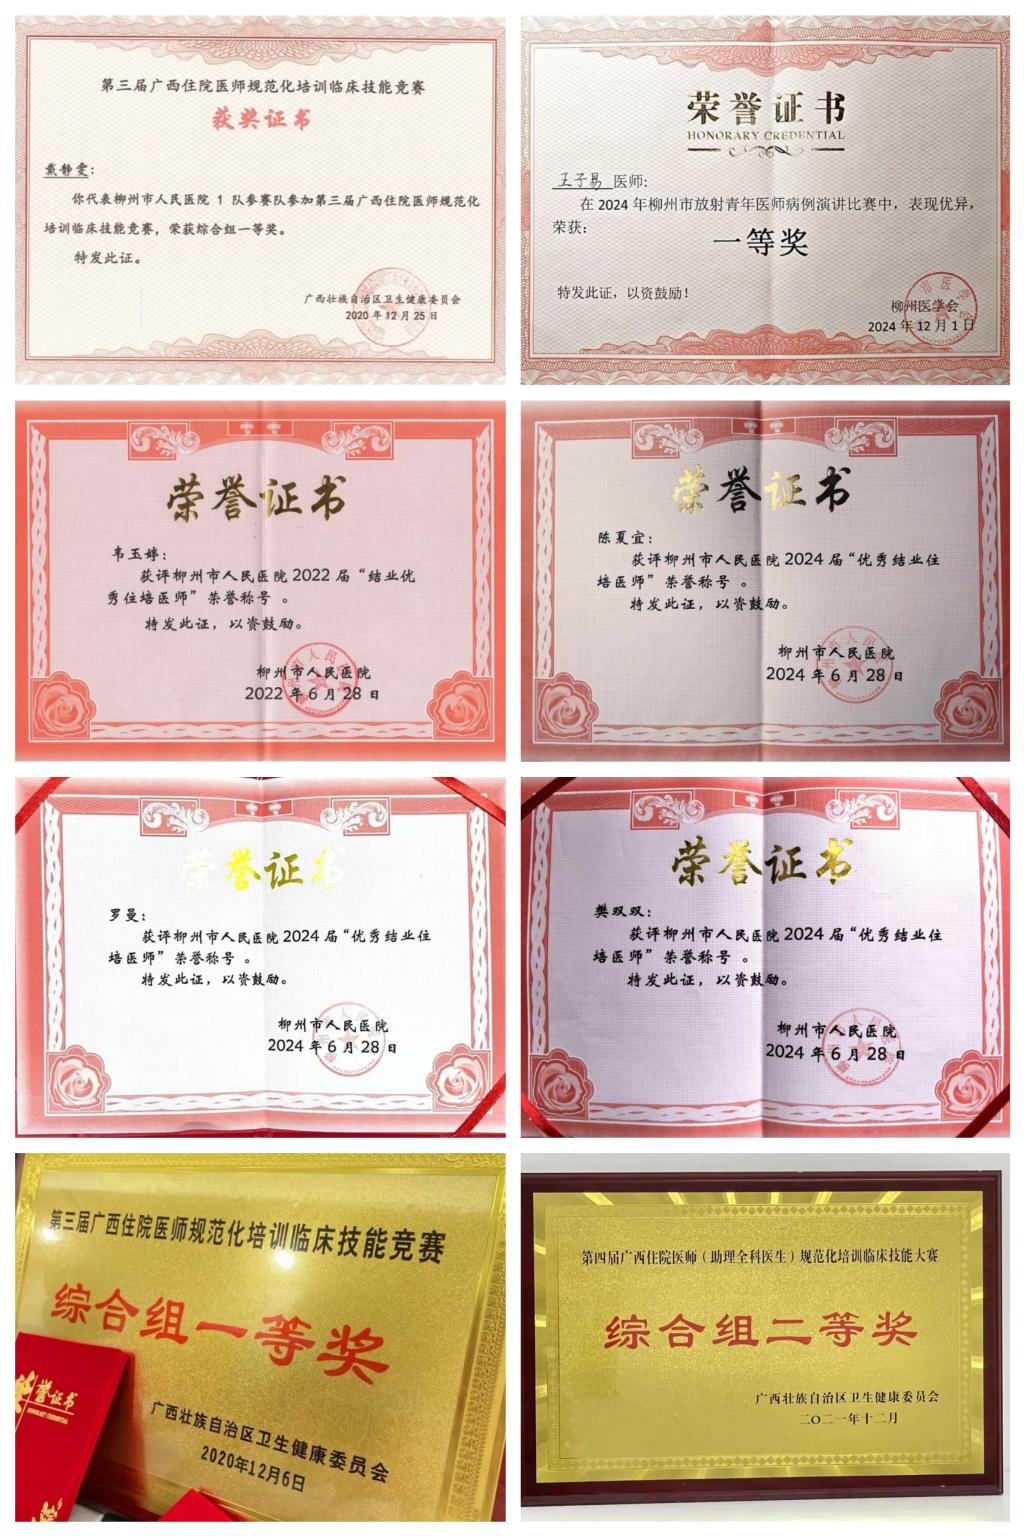 第三届广西住院医师规范化培训临床技能竞赛
获奖证书
戴静雯：
你代表柳州市人民医院 1 队参赛队参加第三届广西住院医师规范化
培训临床技能竞赛，荣获综合组一等奖。
特发此证。
广西壮族自治区卫生健康委员会
2020 年 12 月 25 日
荣誉证书
HONORARY CREDENTIAL
王子易 医师:
在 2024 年柳州市放射青年医师病例演讲比赛中，表现优异，
荣获：
一等奖
特发此证，以资鼓励！
柳州医学会
2024 年 12 月 1 日
荣誉证书
韦玉婷：
获评柳州市人民医院 2022 届“结业优
秀住培医师”荣誉称号 。
特发此证，以资鼓励。
柳州市人民医院
2022 年 6 月 28 日
荣誉证书
陈夏宜：
获评柳州市人民医院 2024 届“优秀结业住
培医师”荣誉称号 。
特发此证，以资鼓励。
柳州市人民医院
2024 年 6 月 28 日
荣誉证书
罗曼：
获评柳州市人民医院 2024 届“优秀结业住
培医师”荣誉称号 。
特发此证，以资鼓励。
柳州市人民医院
2024 年 6 月 28 日
荣誉证书
樊双双：
获评柳州市人民医院 2024 届“优秀结业住
培医师”荣誉称号 。
特发此证，以资鼓励。
柳州市人民医院
2024 年 6 月 28 日
第三届广西住院医师规范化培训临床技能竞赛
综合组一等奖
广西壮族自治区卫生健康委员会
2020年12月6日
荣誉证书
HONORARY CREDENTIAL
第四届广西住院医师（助理全科医生）规范化培训临床技能大赛
综合组二等奖
广西壮族自治区卫生健康委员会
二〇二一年十二月